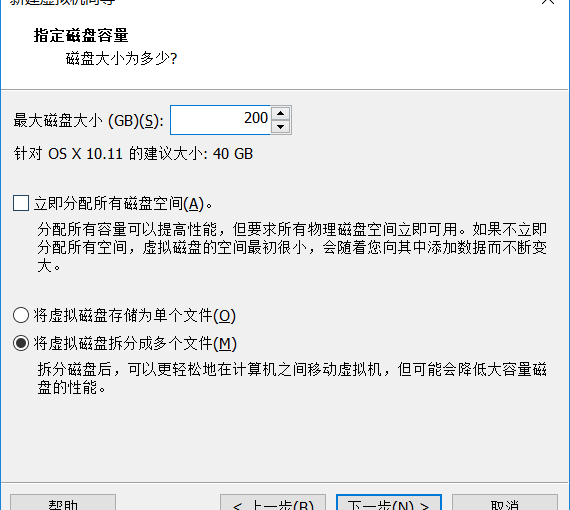 新建虚拟机向导
指定磁盘容量
磁盘大小为多少?
最大磁盘大小 (GB)(S): 200
针对 OS X 10.11 的建议大小: 40 GB
立即分配所有磁盘空间(A)。
分配所有容量可以提高性能，但要求所有物理磁盘空间立即可用。如果不立即
分配所有空间，虚拟磁盘的空间最初很小，会随着您向其中添加数据而不断变
大。
将虚拟磁盘存储为单个文件(O)
将虚拟磁盘拆分成多个文件(M)
拆分磁盘后，可以更轻松地在计算机之间移动虚拟机，但可能会降低大容量磁
盘的性能。
帮助 < 上一步(B) 下一步(N) > 取消